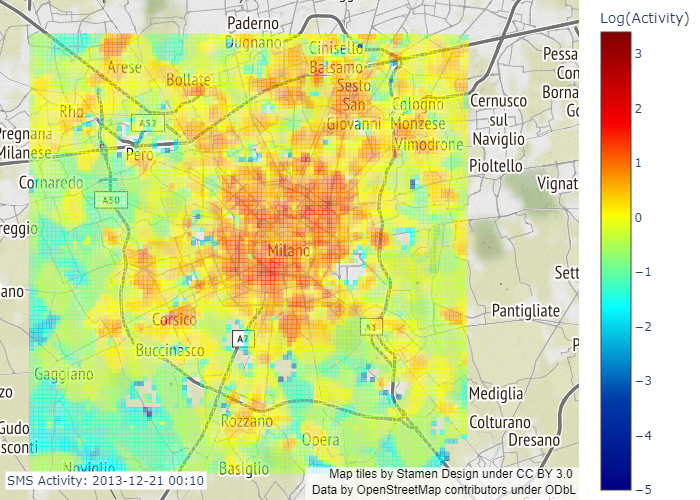 Log(Activity)
Paderno
Dugnano
Cinisello
Balsamo
Arese
Bollate
Sesto
San
Giovanni
Cologno
Monzese
Vimodrone
Cernusco
sul
Naviglio
Pessa
Con
Borna
Go
Rho
A52
Pero
Pregnana
Milanese
Pioltello
Cornaredo
Vignat
A50
reggio
Milano
Sett
ano
Pantigliate
Corsico
A1
A7
P
Buccinasco
Gaggiano
zo
Mediglia
Rozzano
Colturano
Gudo
sconti
Opera
Dresano
Noviglio
Basiglio
SMS Activity: 2013-12-21 00:10
Map tiles by Stamen Design under CC BY 3.0
Data by OpenStreetMap contributors under ODbL
3
2
1
0
−1
−2
−3
−4
−5